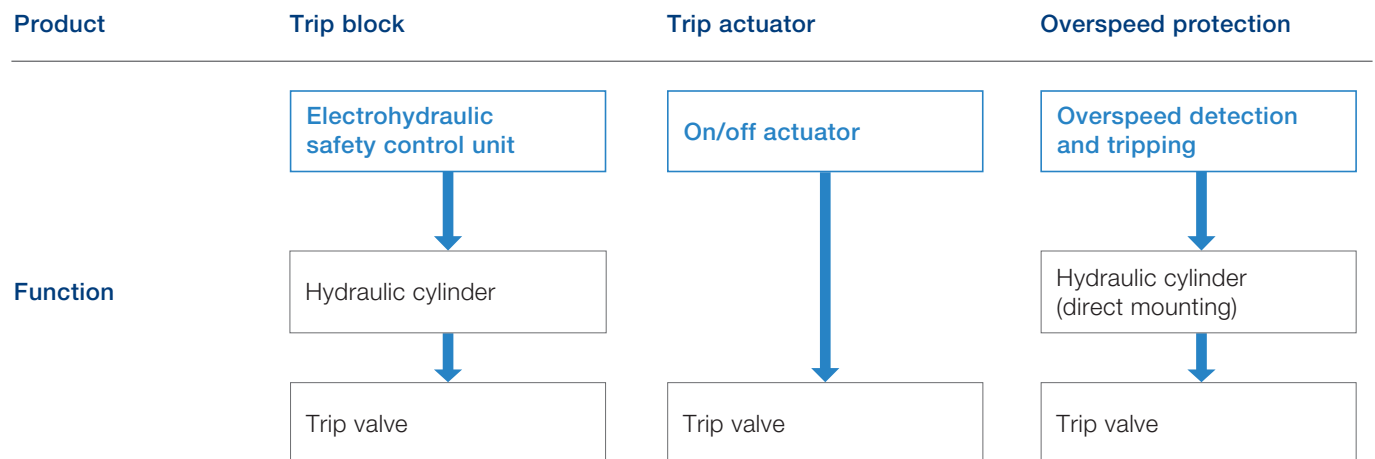 Product
Trip block
Trip actuator
Overspeed protection
Electrohydraulic
safety control unit
On/off actuator
Overspeed detection
and tripping
Function
Hydraulic cylinder
Hydraulic cylinder
(direct mounting)
Trip valve
Trip valve
Trip valve